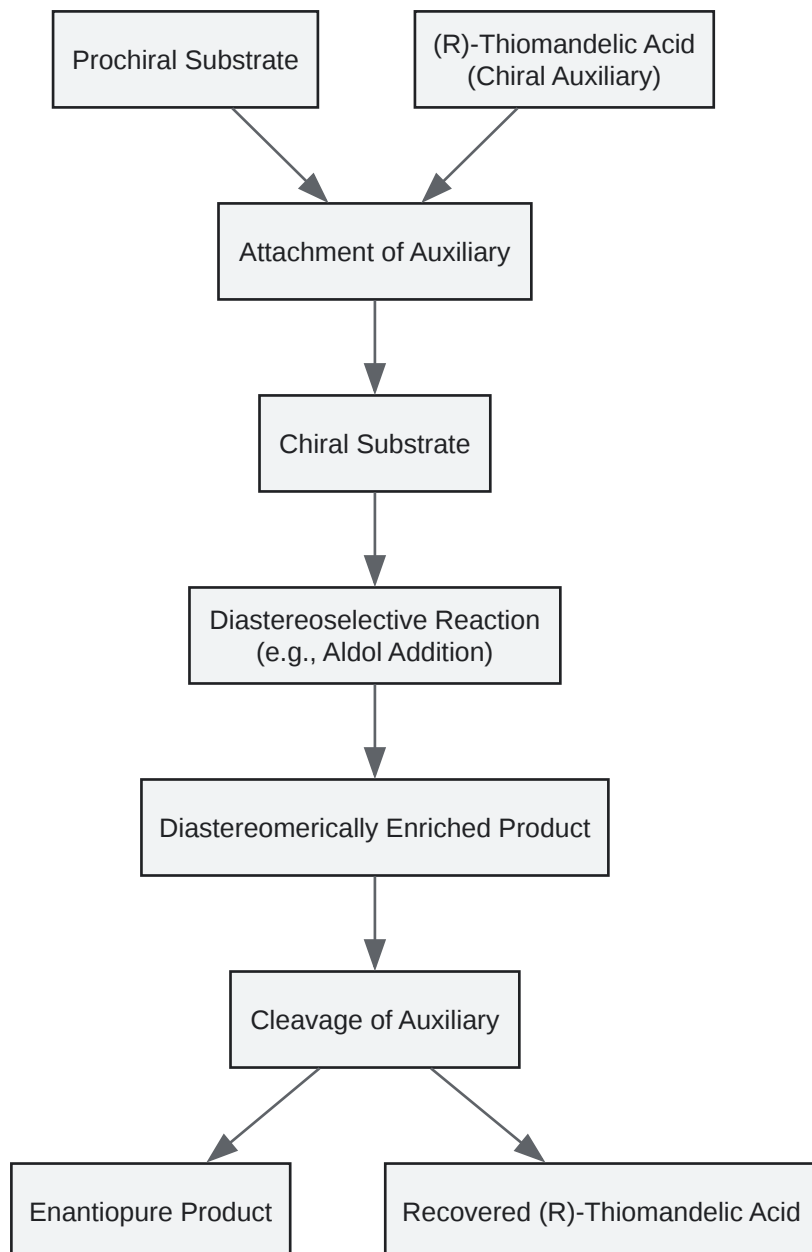 Prochiral Substrate
(R)-Thiomandelic Acid
(Chiral Auxiliary)
Attachment of Auxiliary
Chiral Substrate
Diastereoselective Reaction
(e.g., Aldol Addition)
Diastereomerically Enriched Product
Cleavage of Auxiliary
Enantiopure Product
Recovered (R)-Thiomandelic Acid